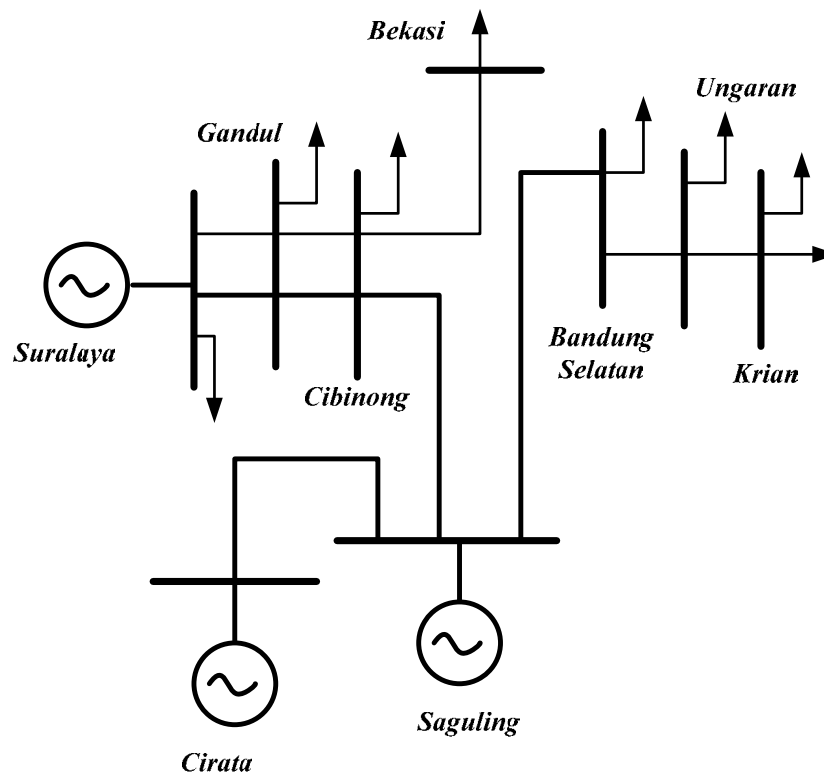 Bekasi
Ungaran
Gandul
Suralaya
Bandung
Selatan
Krian
Cibinong
Saguling
Cirata